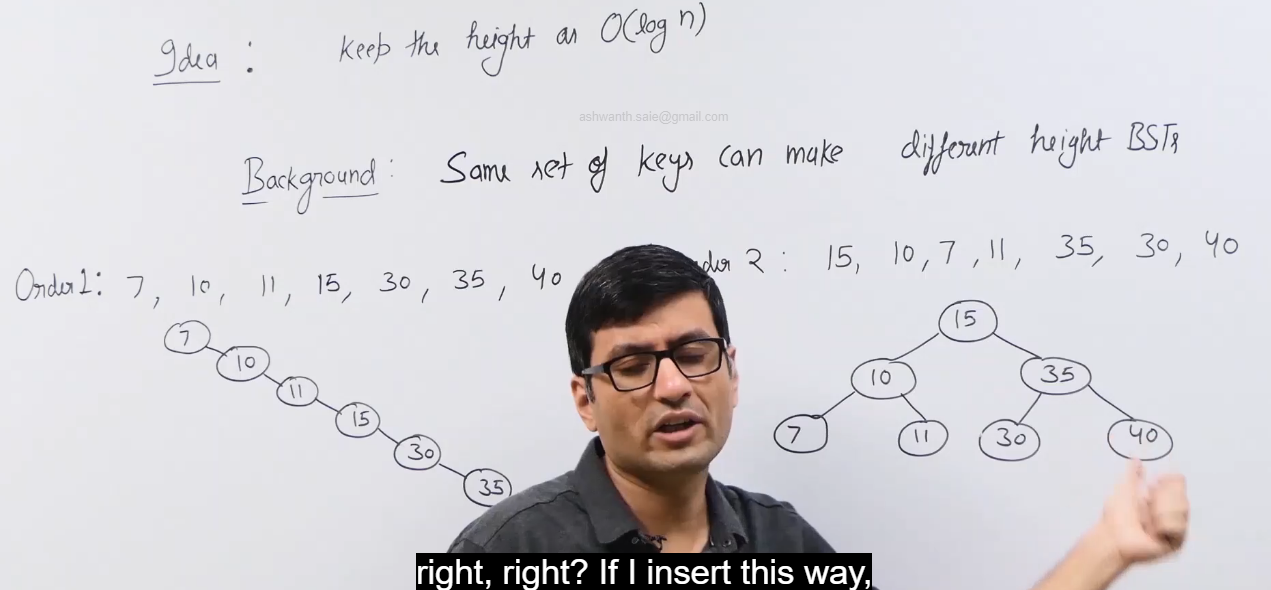 Idea : Keep the height as O(log n)
ashwanth.sale@gmail.com
Background : Same set of keys can make different height BSTs
Order 1 : 7, 10, 11, 15, 30, 35, 40
der 2 : 15, 10, 7, 11, 35, 30, 40
7
10
11
15
30
35
15
10 35
7 11 30 40
right, right? If I insert this way,